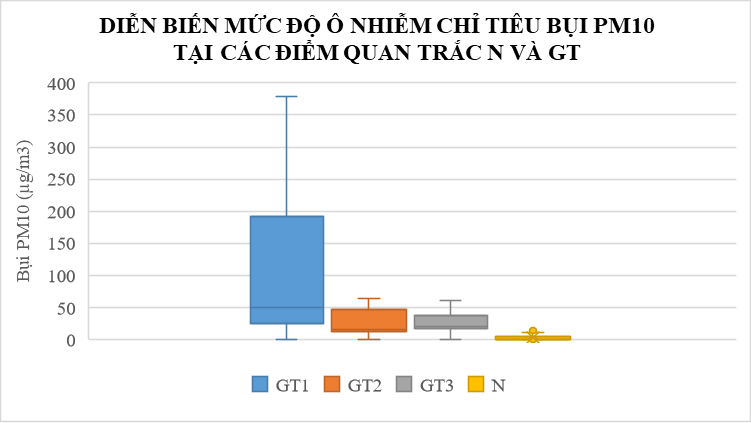 DIỄN BIẾN MỨC ĐỘ Ô NHIỄM CHỈ TIÊU BỤI PM10
TẠI CÁC ĐIỂM QUAN TRẮC N VÀ GT
Bụi PM10 (µg/m3)
400
350
300
250
200
150
100
50
0
GT1 GT2 GT3 N